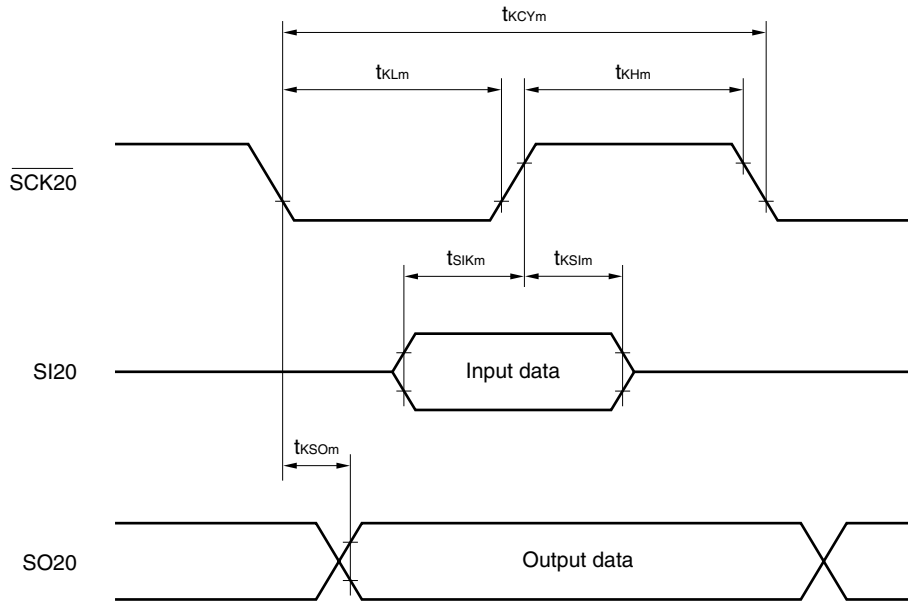 tKCYm
tKLm
tKHm
SCK20
tSIKm
tKSIm
SI20
Input data
tKSOm
SO20
Output data